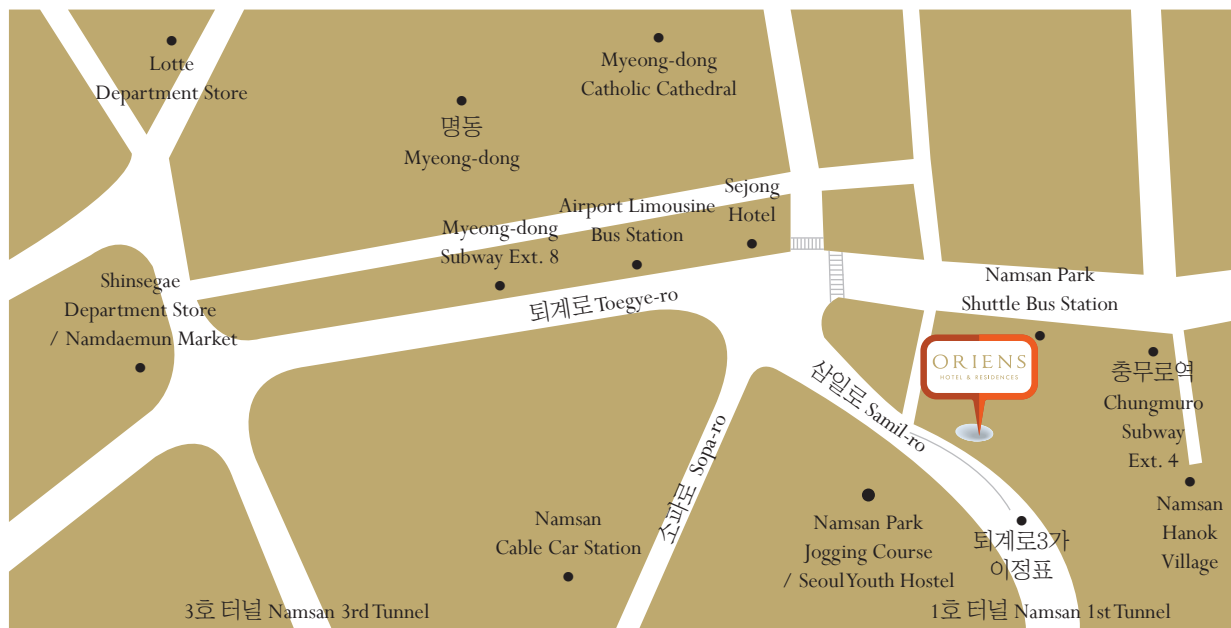 Lotte
Department Store
Myeong-dong
Catholic Cathedral
명동
Myeong-dong
Sejong
Hotel
Airport Limousine
Bus Station
Myeong-dong
Subway Ext. 8
Shinsegae
Department Store
/ Namdaemun Market
퇴계로 Toegye-ro
Namsan Park
Shuttle Bus Station
ORIENS
HOTEL & RESIDENCES
충무로역
Chungmuro
Subway
Ext. 4
삼일로 Samil-ro
소파로 Sopa-ro
Namsan
Cable Car Station
Namsan Park
Jogging Course
/ Seoul Youth Hostel
퇴계로3가
이정표
Namsan
Hanok
Village
3호 터널 Namsan 3rd Tunnel
1호 터널 Namsan 1st Tunnel